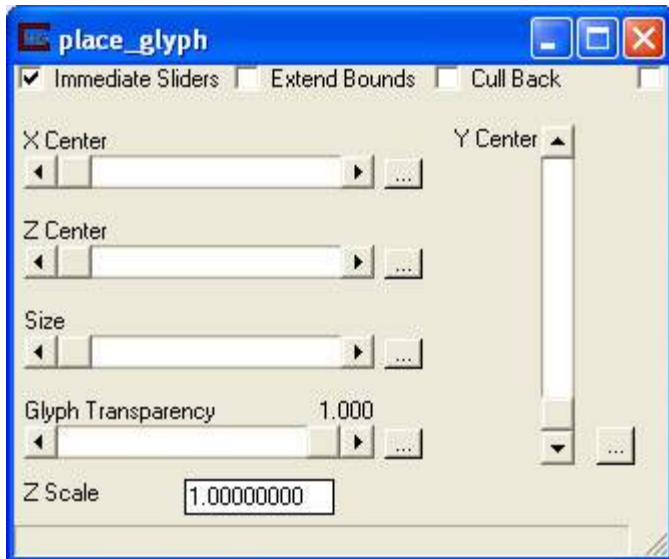 place_glyph
Immediate Sliders Extend Bounds Cull Back
X Center
Y Center
...
Z Center
...
Size
...
Glyph Transparency 1.000
...
...
Z Scale 1.00000000